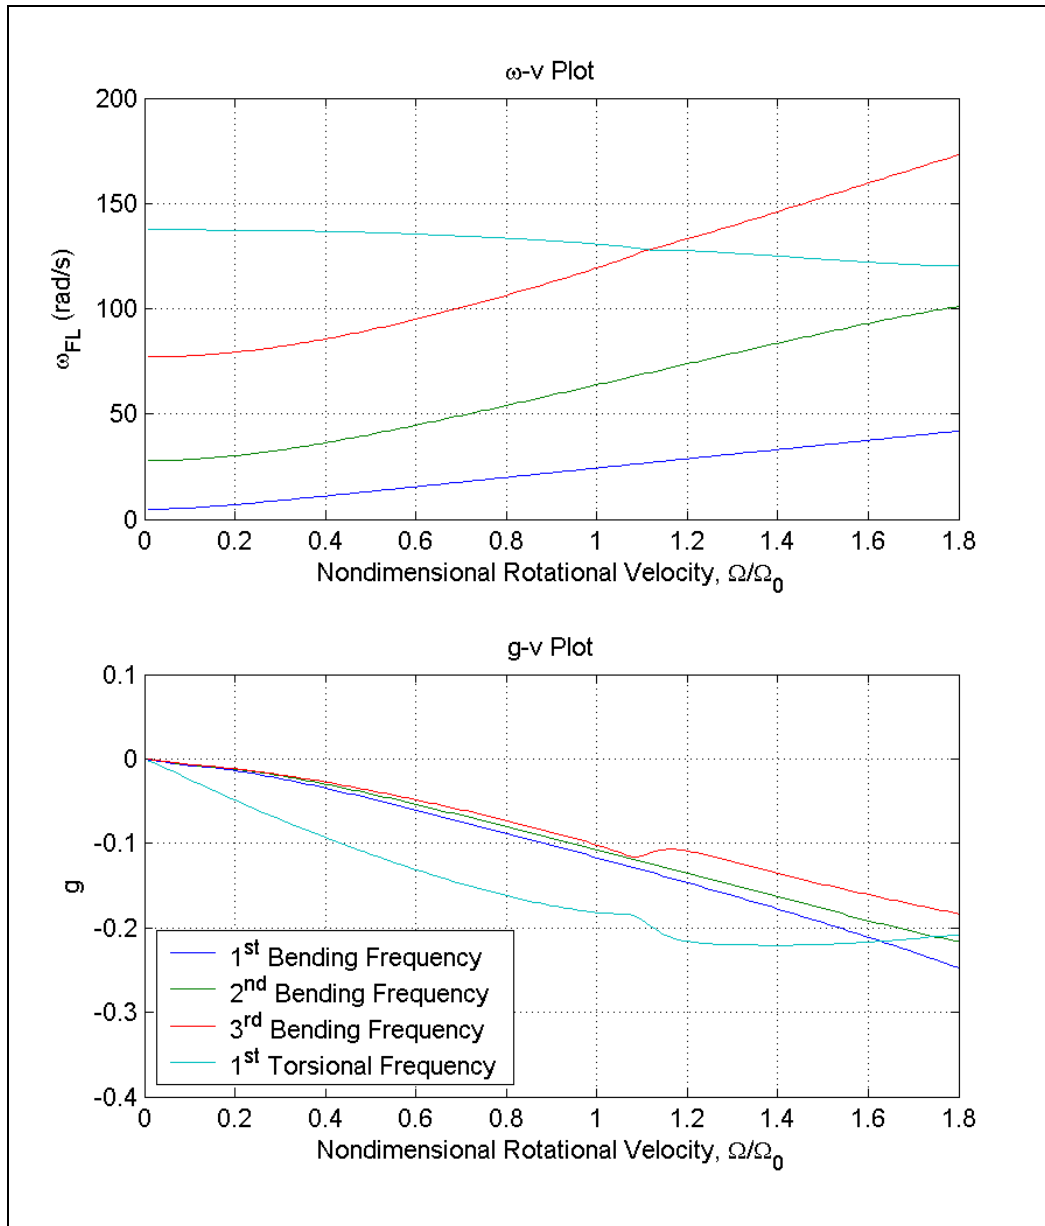 ω-v Plot
200
150
100
50
0
ω_FL (rad/s)
0 0.2 0.4 0.6 0.8 1 1.2 1.4 1.6 1.8
Nondimensional Rotational Velocity, Ω/Ω_0
g-v Plot
0.1
0
-0.1
-0.2
-0.3
-0.4
g
1st Bending Frequency
2nd Bending Frequency
3rd Bending Frequency
1st Torsional Frequency
0 0.2 0.4 0.6 0.8 1 1.2 1.4 1.6 1.8
Nondimensional Rotational Velocity, Ω/Ω_0